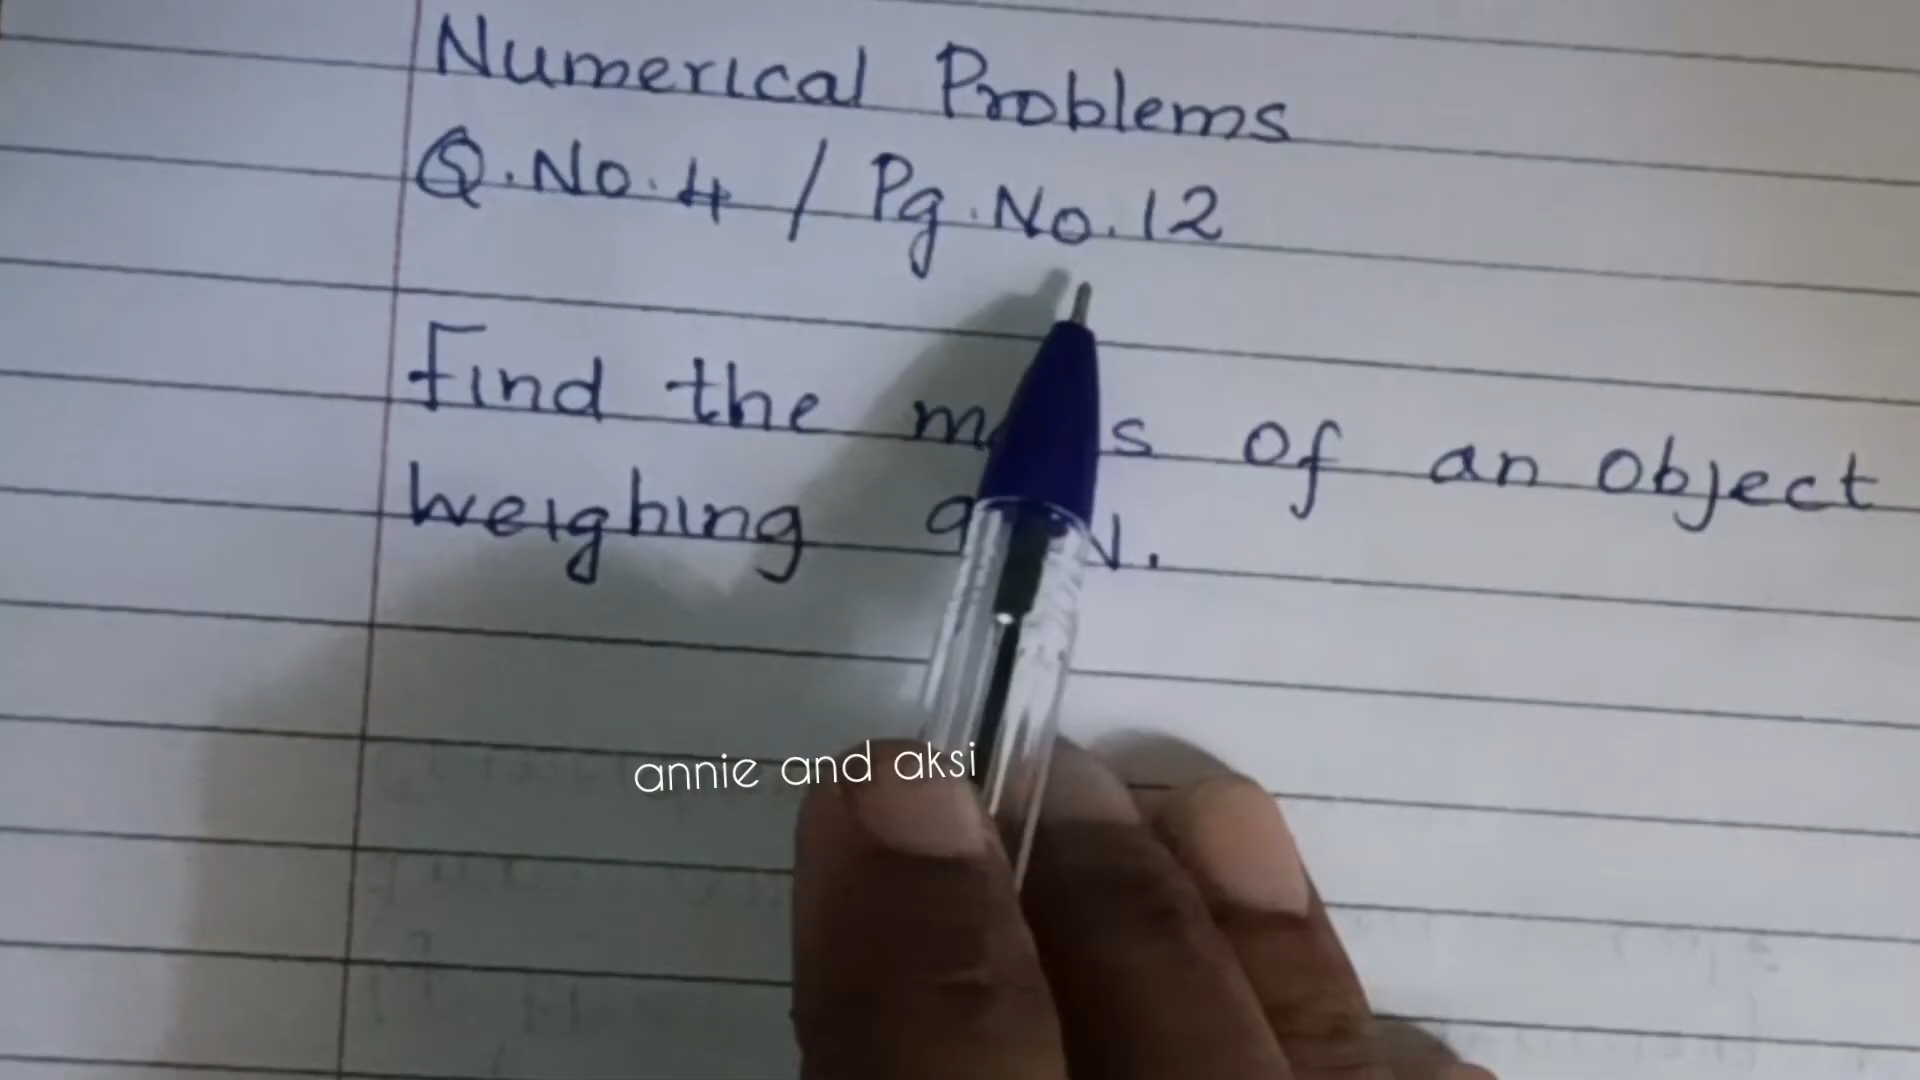 Numerical Problems
Q.No.4 / Pg.No.12
Find the of an object
weighing
annie and aksi